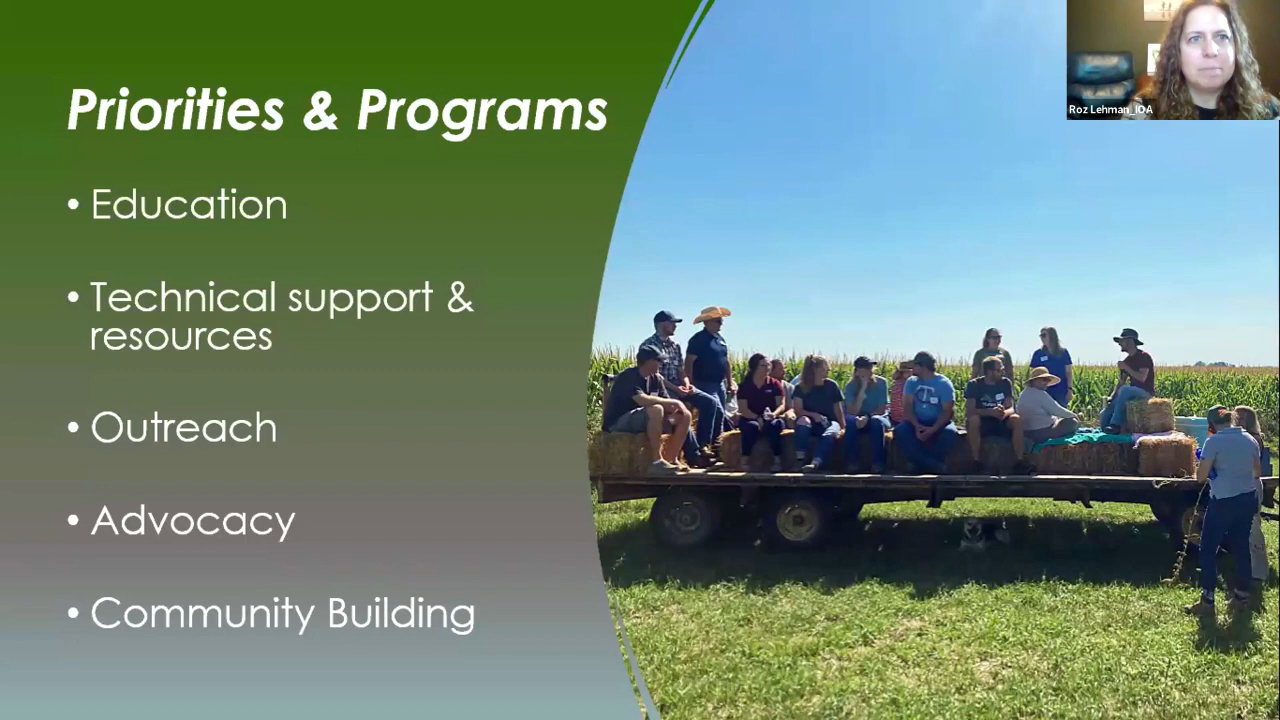 Priorities & Programs
• Education
• Technical support &
resources
• Outreach
• Advocacy
• Community Building
Roz Lehman_IOA